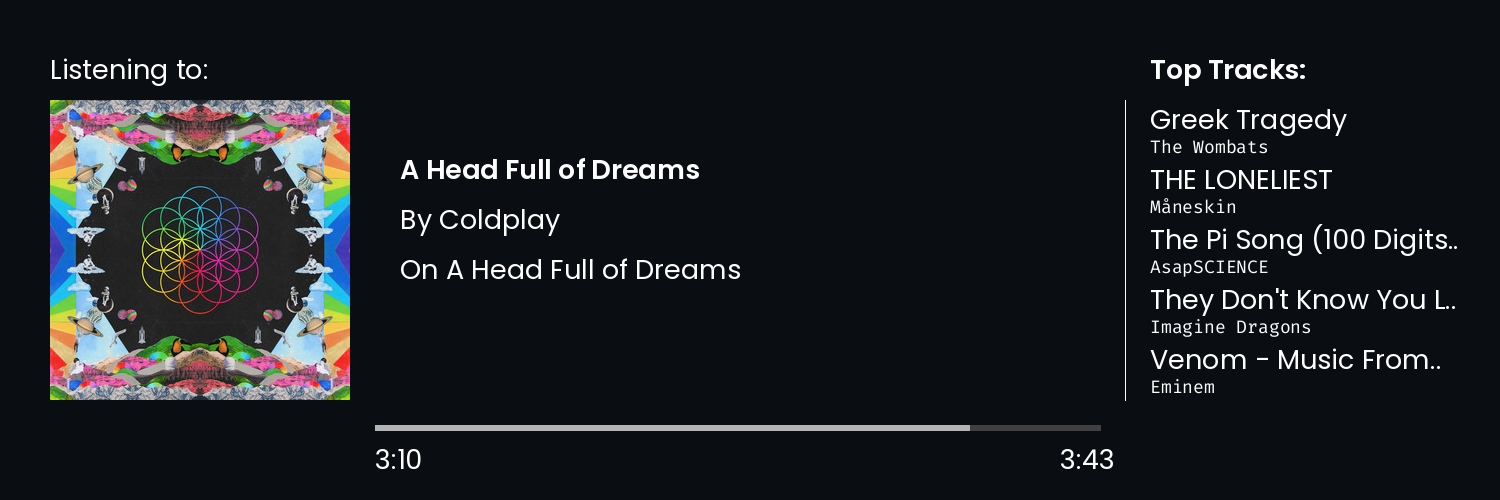 Listening to:
A Head Full of Dreams
By Coldplay
On A Head Full of Dreams
3:10
3:43
Top Tracks:
Greek Tragedy
The Wombats
THE LONELIEST
Måneskin
The Pi Song (100 Digits..
AsapSCIENCE
They Don't Know You L..
Imagine Dragons
Venom - Music From..
Eminem